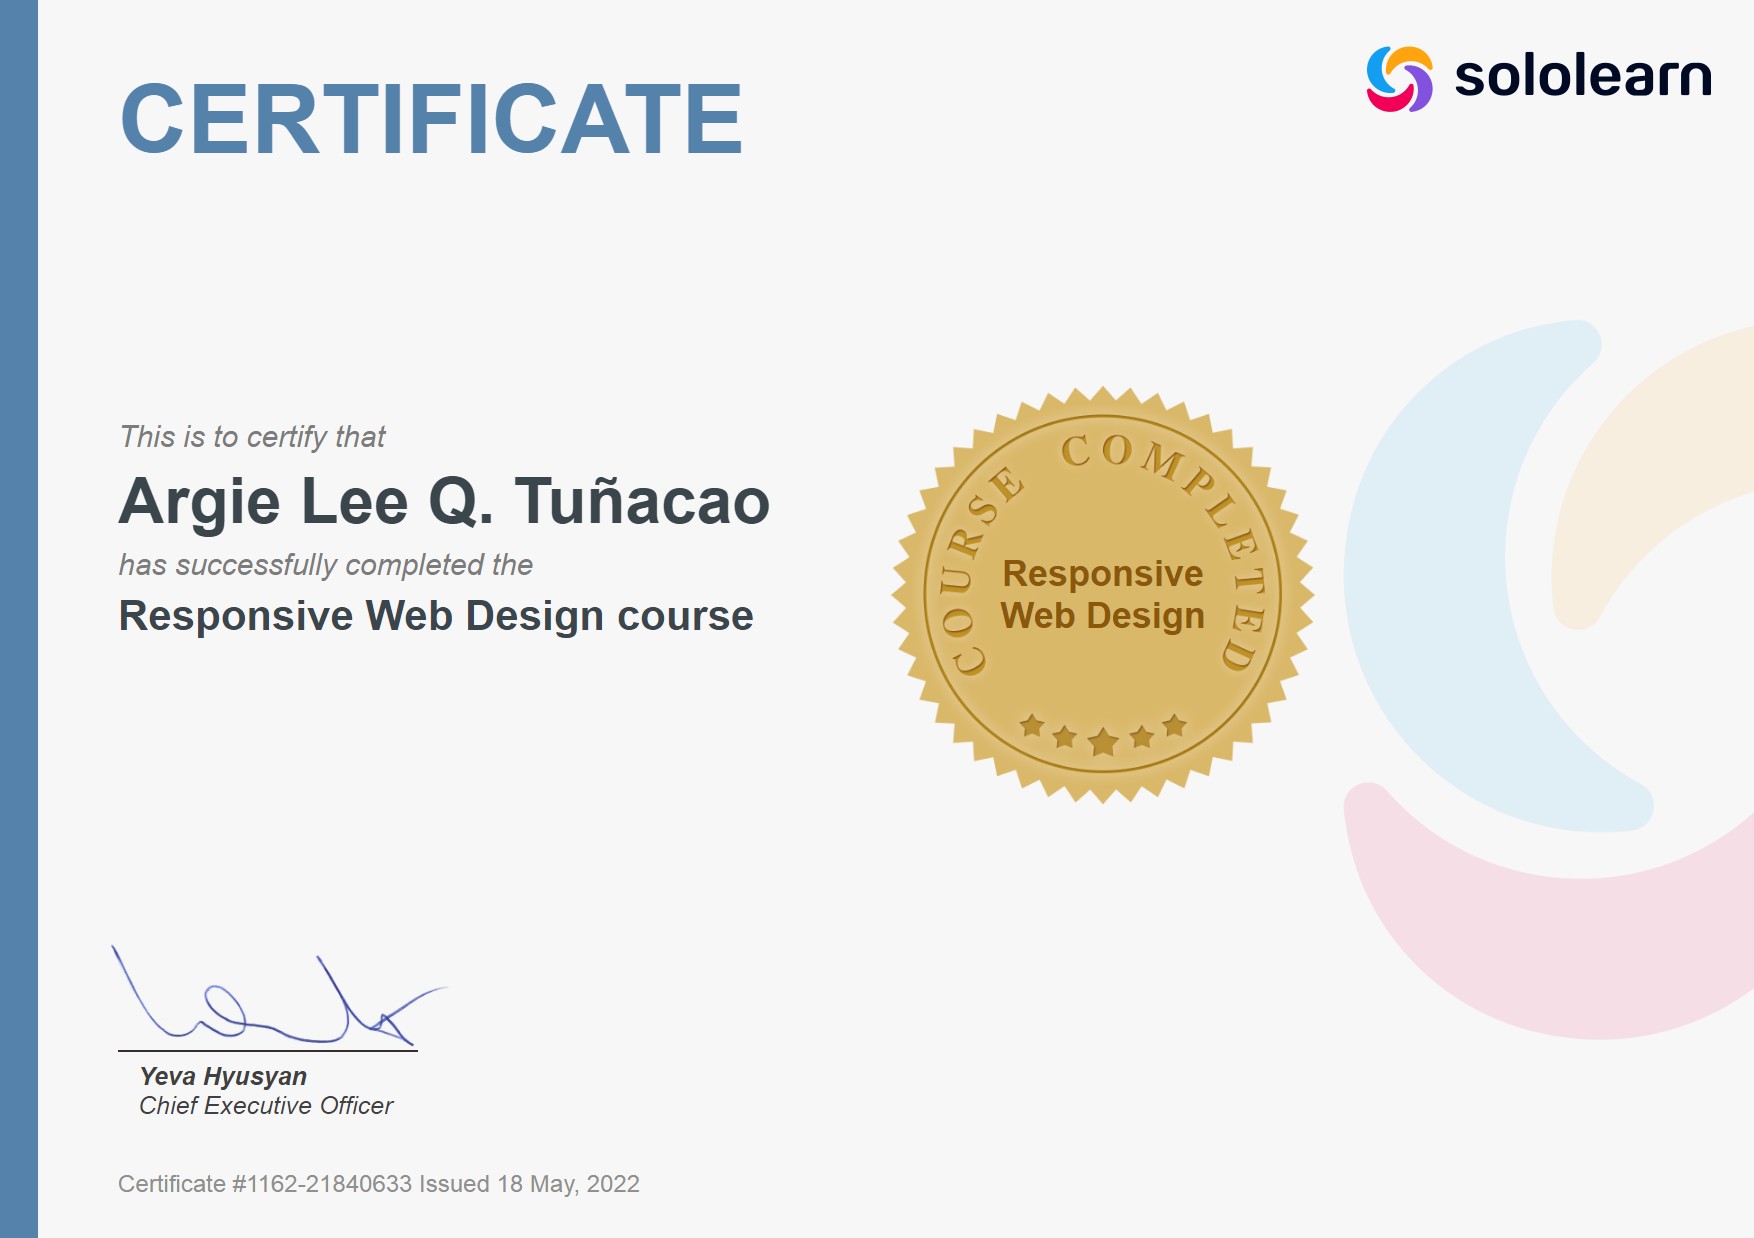 CERTIFICATE
sololearn
This is to certify that
Argie Lee Q. Tuñacao
has successfully completed the
Responsive Web Design course
COURSE COMPLETED
Responsive
Web Design
Yeva Hyusyan
Chief Executive Officer
Certificate #1162-21840633 Issued 18 May, 2022